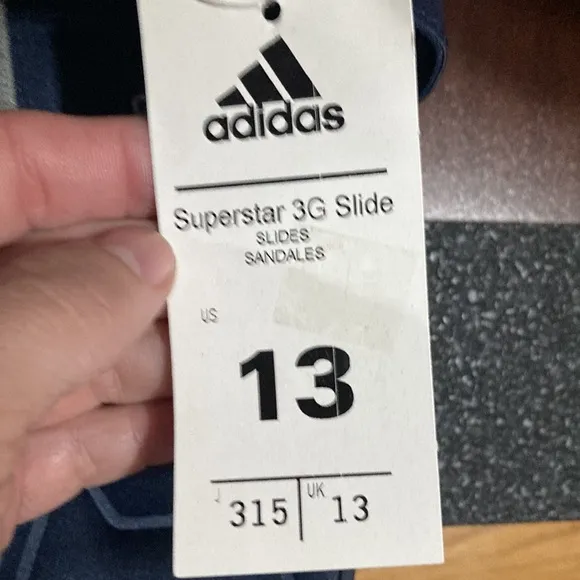 adidas
Superstar 3G Slide
SLIDES
SANDALES
US
13
J 315 UK 13